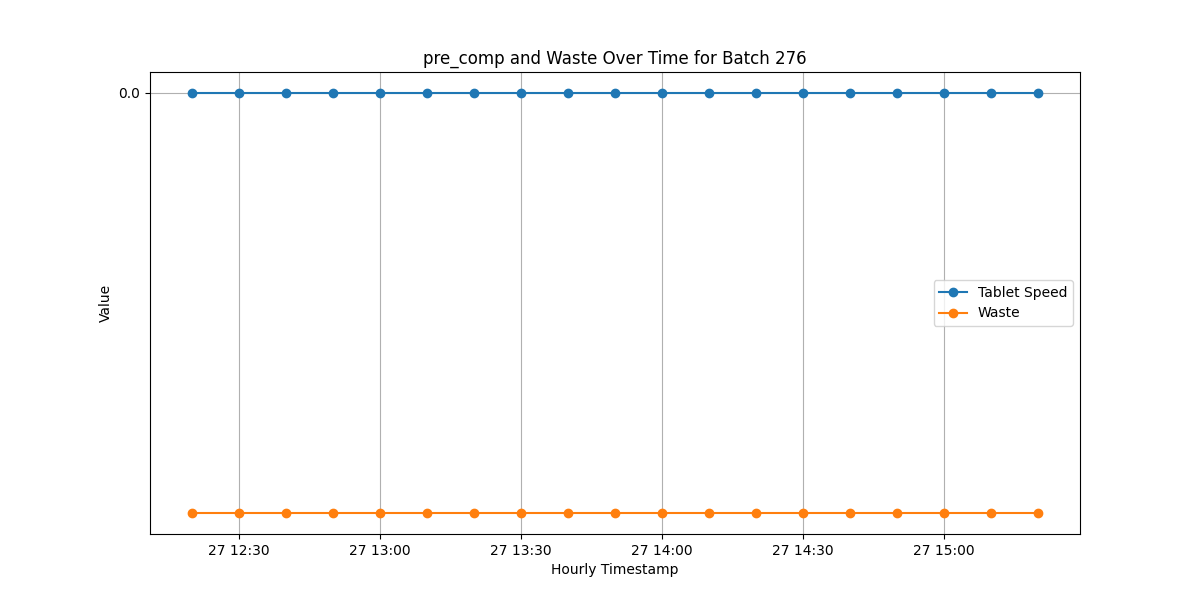 pre_comp and Waste Over Time for Batch 276
0.0
Value
Tablet Speed
Waste
27 12:30 27 13:00 27 13:30 27 14:00 27 14:30 27 15:00
Hourly Timestamp